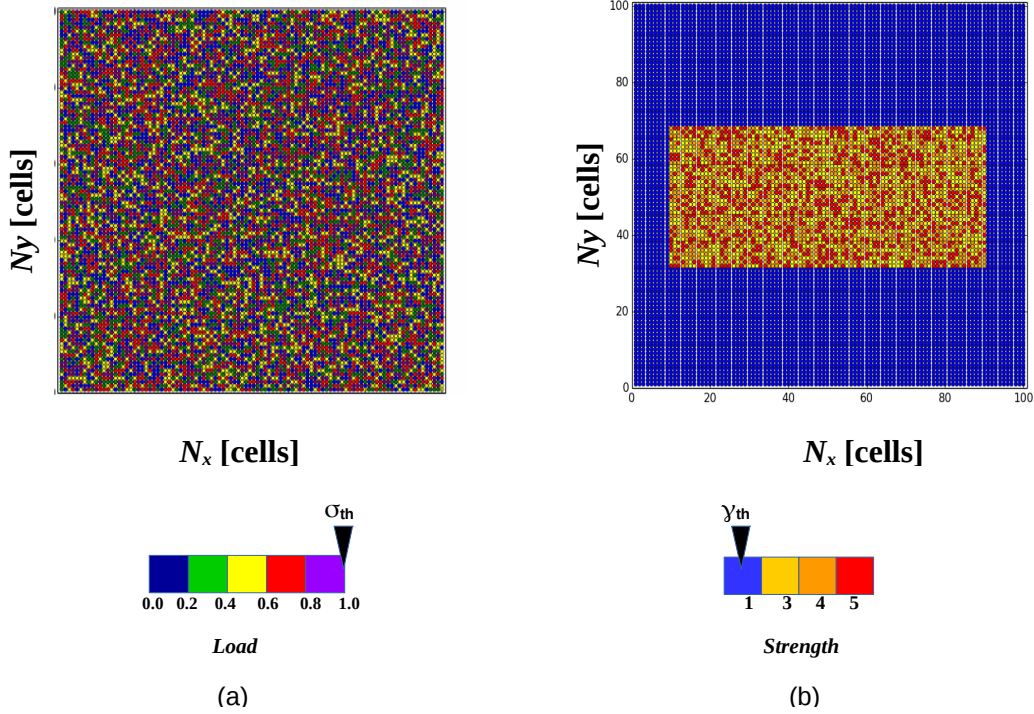 100
80
60
40
20
0
0 20 40 60 80 100
Ny [cells]
Ny [cells]
Nx [cells]
Nx [cells]
σth
γth
0.0 0.2 0.4 0.6 0.8 1.0
1 3 4 5
Load
Strength
(a)
(b)